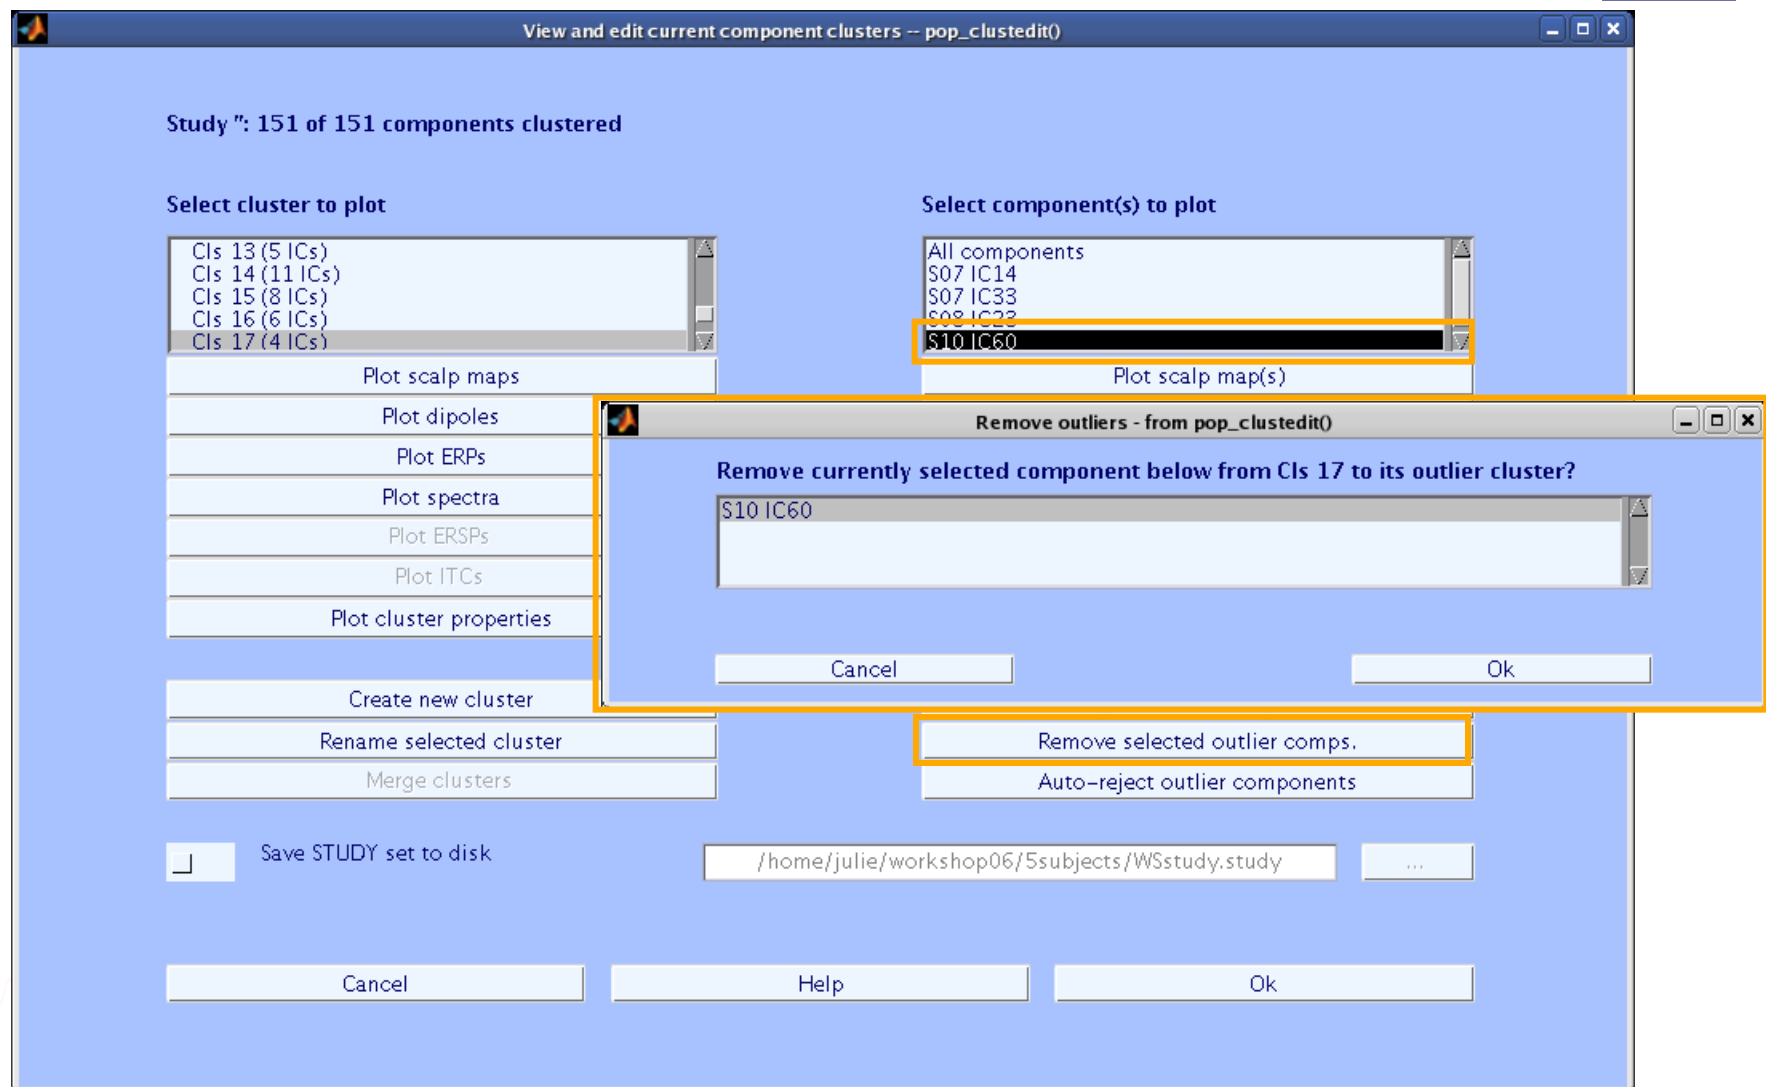 View and edit current component clusters -- pop_clustedit()
Study '': 151 of 151 components clustered
Select cluster to plot
Select component(s) to plot
Cls 13 (5 ICs)
Cls 14 (11 ICs)
Cls 15 (8 ICs)
Cls 16 (6 ICs)
Cls 17 (4 ICs)
All components
S07 IC14
S07 IC33
S08 IC23
S10 IC60
Plot scalp maps
Plot scalp map(s)
Plot dipoles
Plot ERPs
Plot spectra
Plot ERSPs
Plot ITCs
Plot cluster properties
Remove outliers - from pop_clustedit()
Remove currently selected component below from Cls 17 to its outlier cluster?
S10 IC60
Cancel
Ok
Create new cluster
Rename selected cluster
Remove selected outlier comps.
Merge clusters
Auto-reject outlier components
Save STUDY set to disk
/home/julie/workshop06/5subjects/WSstudy.study
...
Cancel
Help
Ok